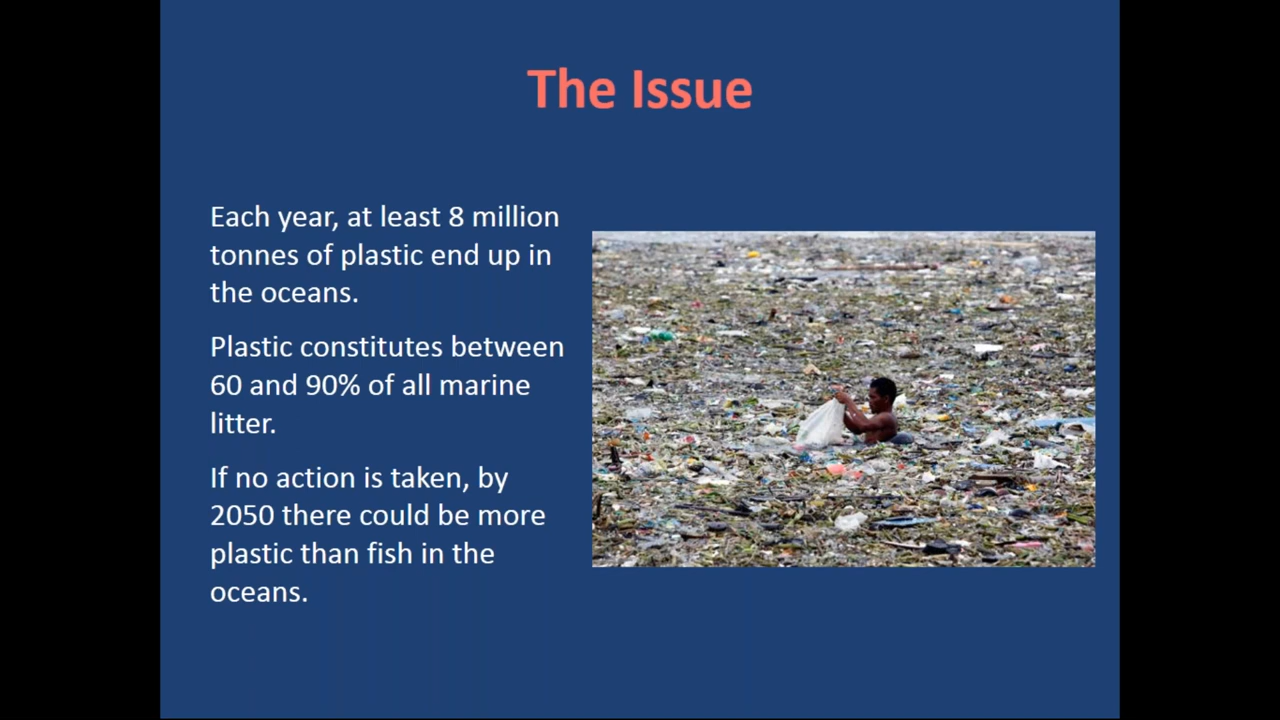 The Issue
Each year, at least 8 million
tonnes of plastic end up in
the oceans.
Plastic constitutes between
60 and 90% of all marine
litter.
If no action is taken, by
2050 there could be more
plastic than fish in the
oceans.